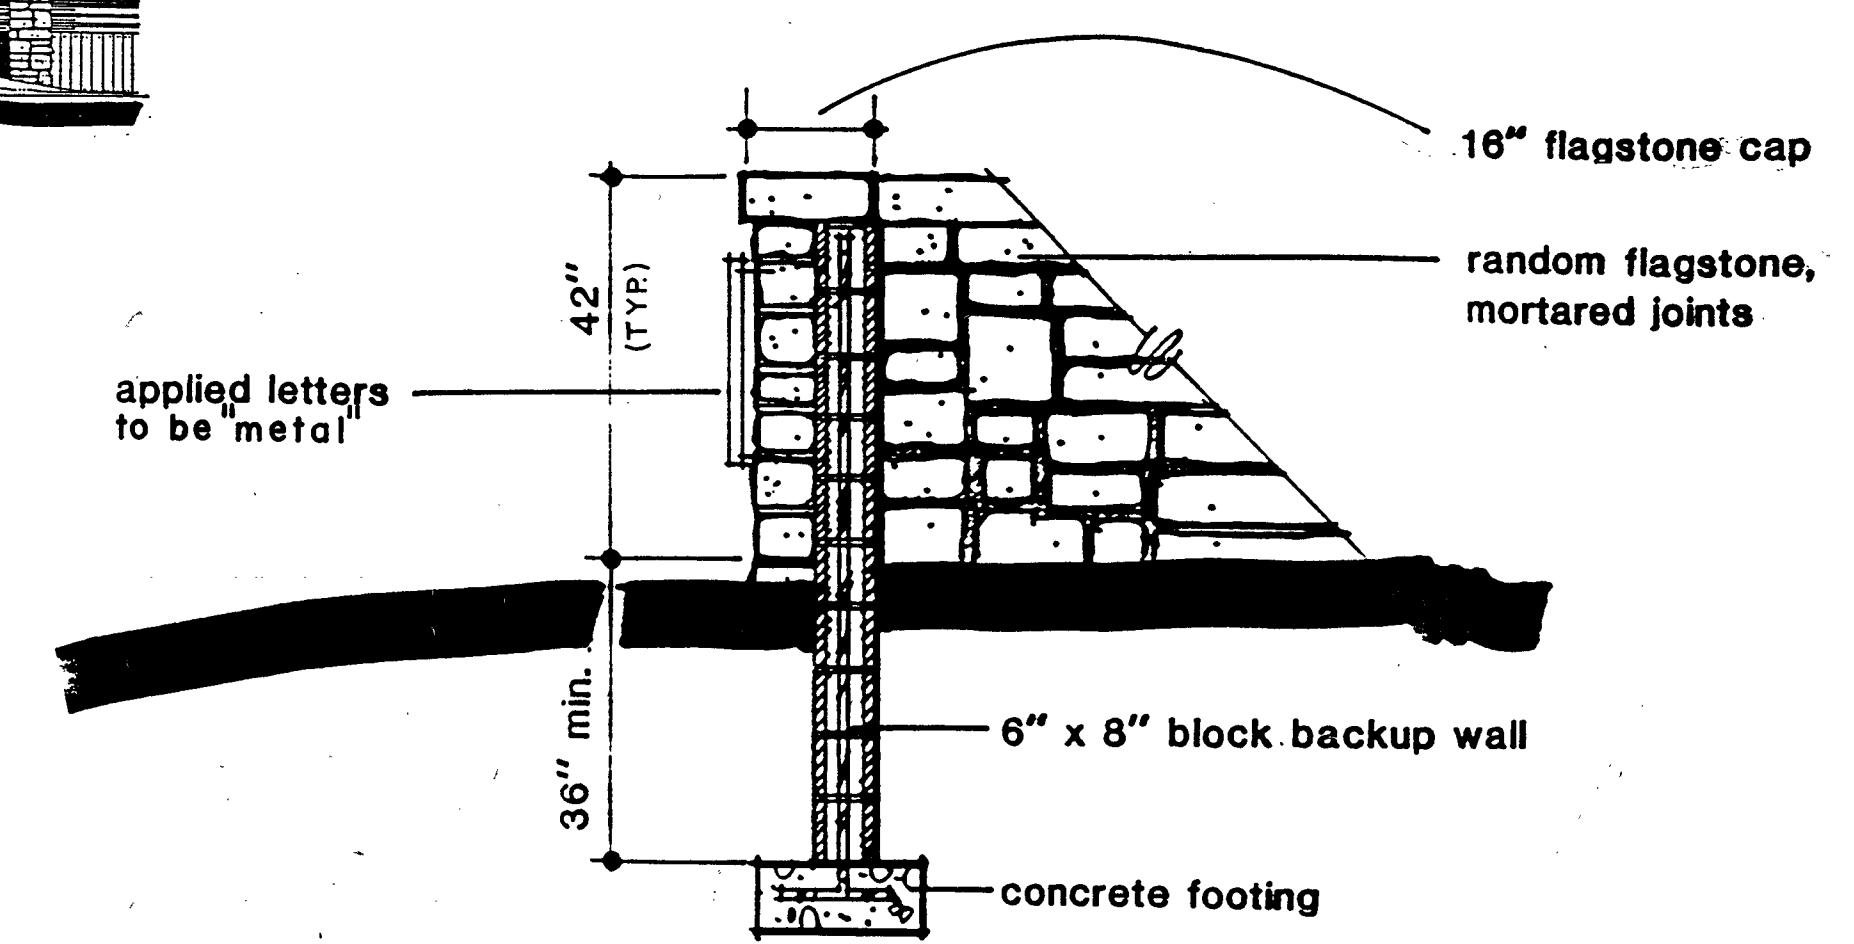 16" flagstone cap
42"
(TYP.)
random flagstone,
mortared joints
applied letters
to be "metal"
36" min.
6" x 8" block backup wall
concrete footing